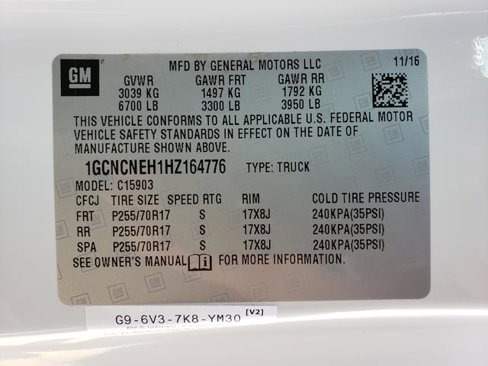 GM
MFD BY GENERAL MOTORS LLC 11/16
GVWR GAWR FRT GAWR RR
3039 KG 1497 KG 1792 KG
6700 LB 3300 LB 3950 LB
THIS VEHICLE CONFORMS TO ALL APPLICABLE U.S. FEDERAL MOTOR
VEHICLE SAFETY STANDARDS IN EFFECT ON THE DATE OF
MANUFACTURE SHOWN ABOVE.
1GCNCNEH1HZ164776 TYPE: TRUCK
MODEL: C15903
CFCJ TIRE SIZE SPEED RTG RIM COLD TIRE PRESSURE
FRT P255/70R17 S 17X8J 240KPA(35PSI)
RR P255/70R17 S 17X8J 240KPA(35PSI)
SPA P255/70R17 S 17X8J 240KPA(35PSI)
SEE OWNER'S MANUAL FOR MORE INFORMATION.
G9-6V3-7K8-YM30 [V2]